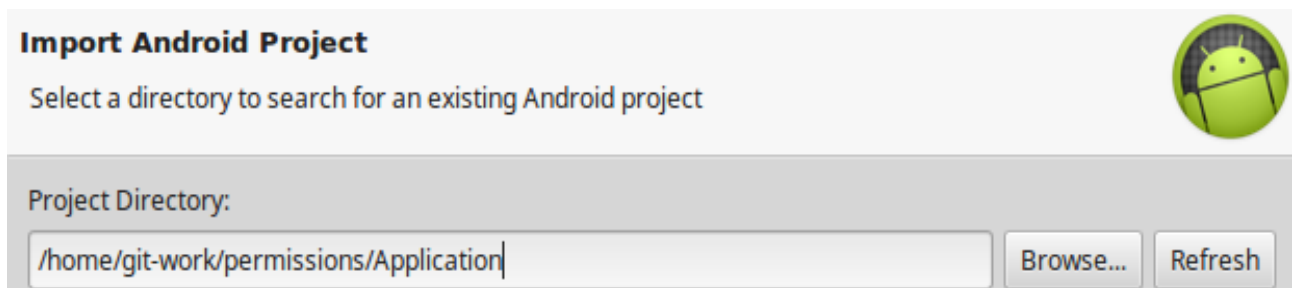 Import Android Project
Select a directory to search for an existing Android project
Project Directory:
/home/git-work/permissions/Application
Browse...
Refresh